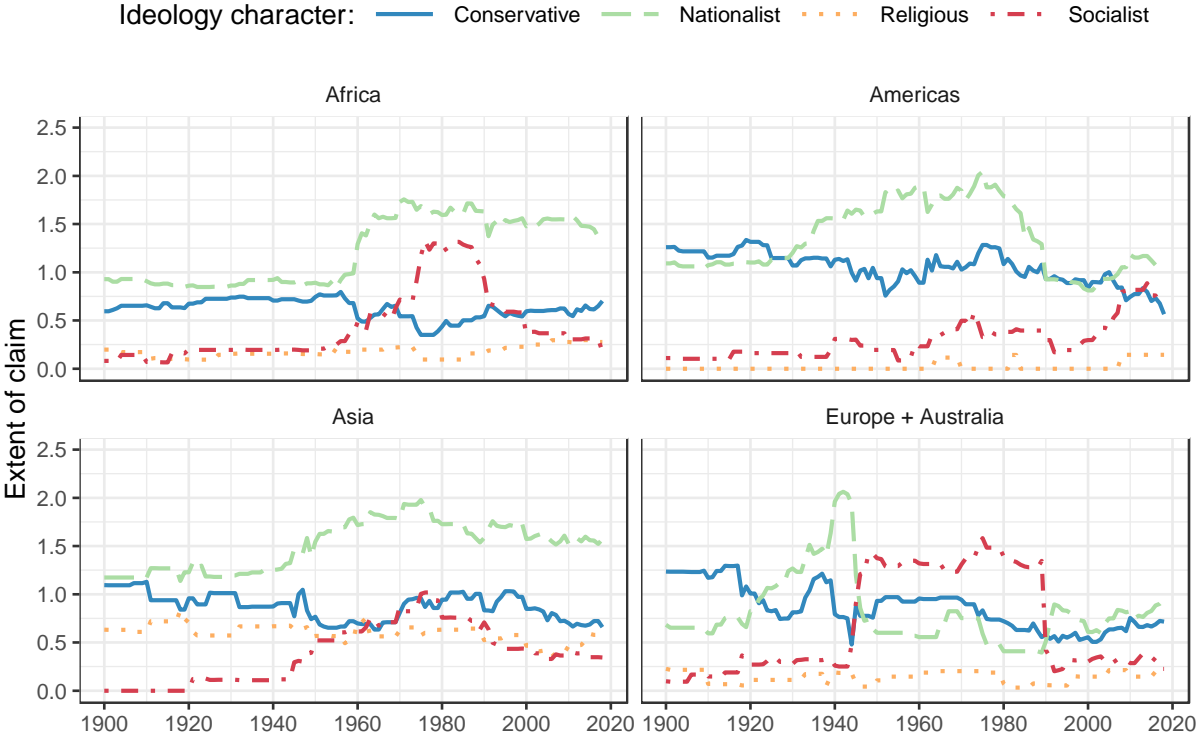 Ideology character: Conservative Nationalist Religious Socialist
Africa Americas
2.5
2.0
1.5
1.0
0.5
0.0
Extent of claim
Asia Europe + Australia
2.5
2.0
1.5
1.0
0.5
0.0
1900 1920 1940 1960 1980 2000 2020 1900 1920 1940 1960 1980 2000 2020